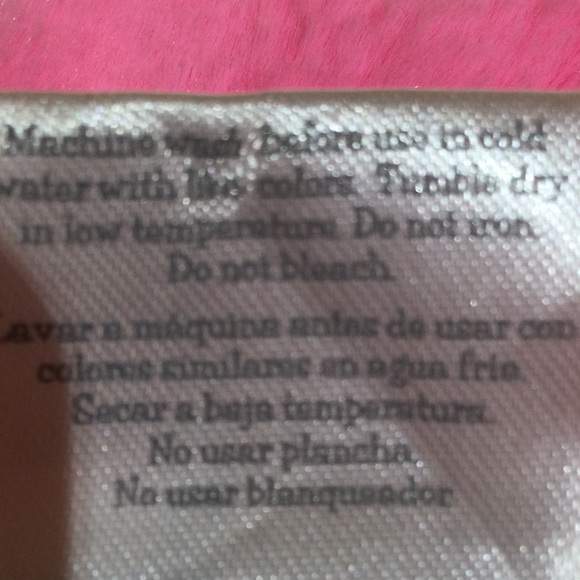 Machine wash before use in cold
water with like colors. Tumble dry
in low temperature. Do not iron.
Do not bleach.
Lavar a máquina antes de usar con
colores similares en agua fria.
Secar a baja temperatura.
No usar plancha.
No usar blanqueador